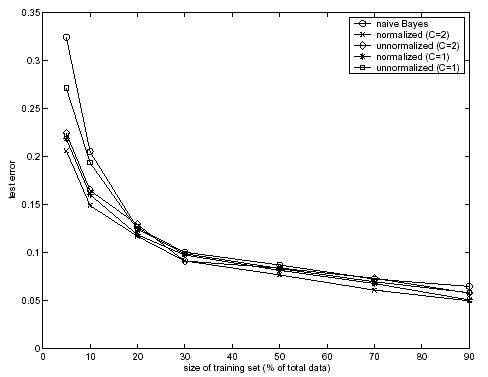 0.35
0.3
0.25
0.2
0.15
0.1
0.05
0
test error
naive Bayes
normalized (C=2)
unnormalized (C=2)
normalized (C=1)
unnormalized (C=1)
0 10 20 30 40 50 60 70 80 90
size of training set (% of total data)